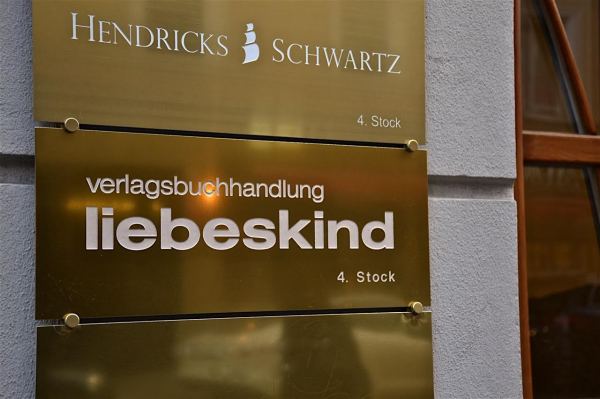 HENDRICKS SCHWARTZ
4. Stock
verlagsbuchhandlung
liebeskind
4. Stock